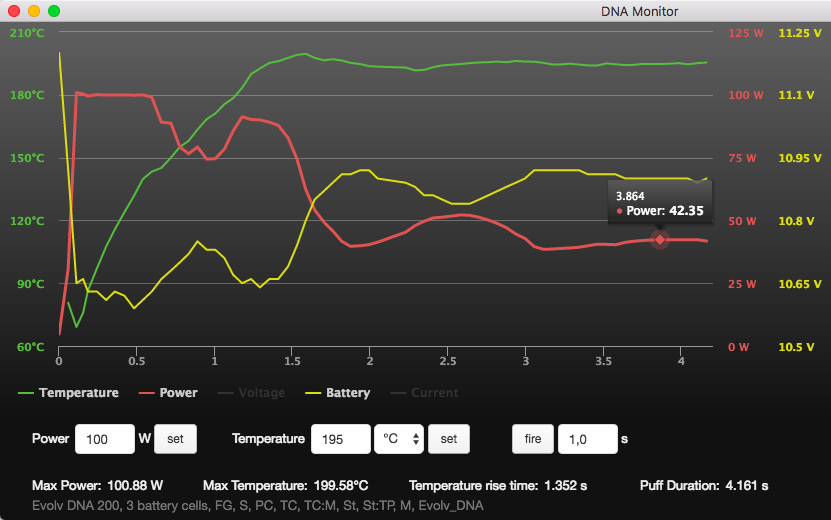 DNA Monitor
210°C 125 W 11.25 V
180°C 100 W 11.1 V
150°C 75 W 10.95 V
3.864
Power: 42.35
120°C 50 W 10.8 V
90°C 25 W 10.65 V
60°C 0 W 10.5 V
0 0.5 1 1.5 2 2.5 3 3.5 4
Temperature Power Voltage Battery Current
Power 100 W set Temperature 195 °C set fire 1,0 s
Max Power: 100.88 W Max Temperature: 199.58°C Temperature rise time: 1.352 s Puff Duration: 4.161 s
Evolv DNA 200, 3 battery cells, FG, S, PC, TC, TC:M, St, St:TP, M, Evolv_DNA